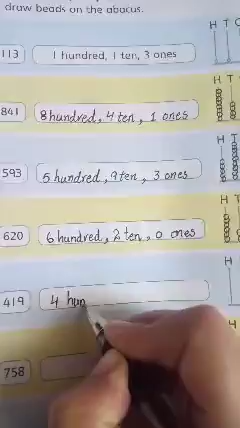 draw beads on the abacus.
H T O
113 1 hundred, 1 ten, 3 ones
H T
841 8 hundred, 4 ten, 1 ones
H T
593 5 hundred, 9 ten, 3 ones
H T
620 6 hundred, 2 ten, 0 ones
H
419 4 hun
H
758